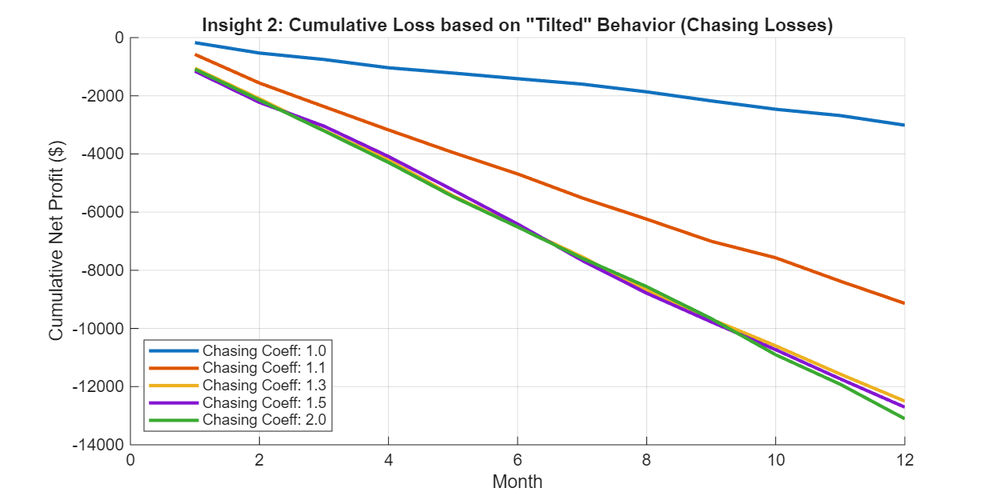 Insight 2: Cumulative Loss based on "Tilted" Behavior (Chasing Losses)
0
-2000
-4000
-6000
-8000
-10000
-12000
-14000
Cumulative Net Profit ($)
Chasing Coeff: 1.0
Chasing Coeff: 1.1
Chasing Coeff: 1.3
Chasing Coeff: 1.5
Chasing Coeff: 2.0
0 2 4 6 8 10 12
Month